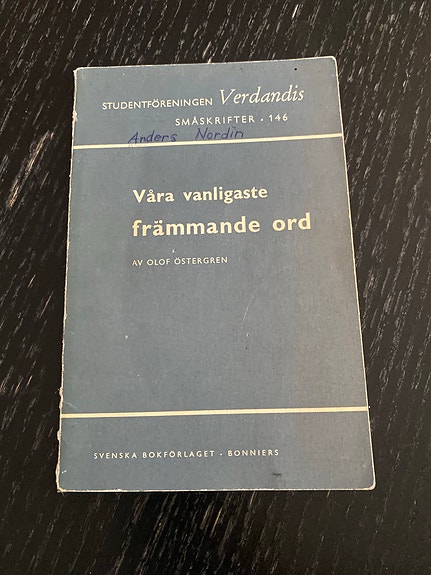 STUDENTFÖRENINGEN Verdandis
SMÅSKRIFTER · 146
Anders Nordin
Våra vanligaste
främmande ord
AV OLOF ÖSTERGREN
SVENSKA BOKFÖRLAGET · BONNIERS